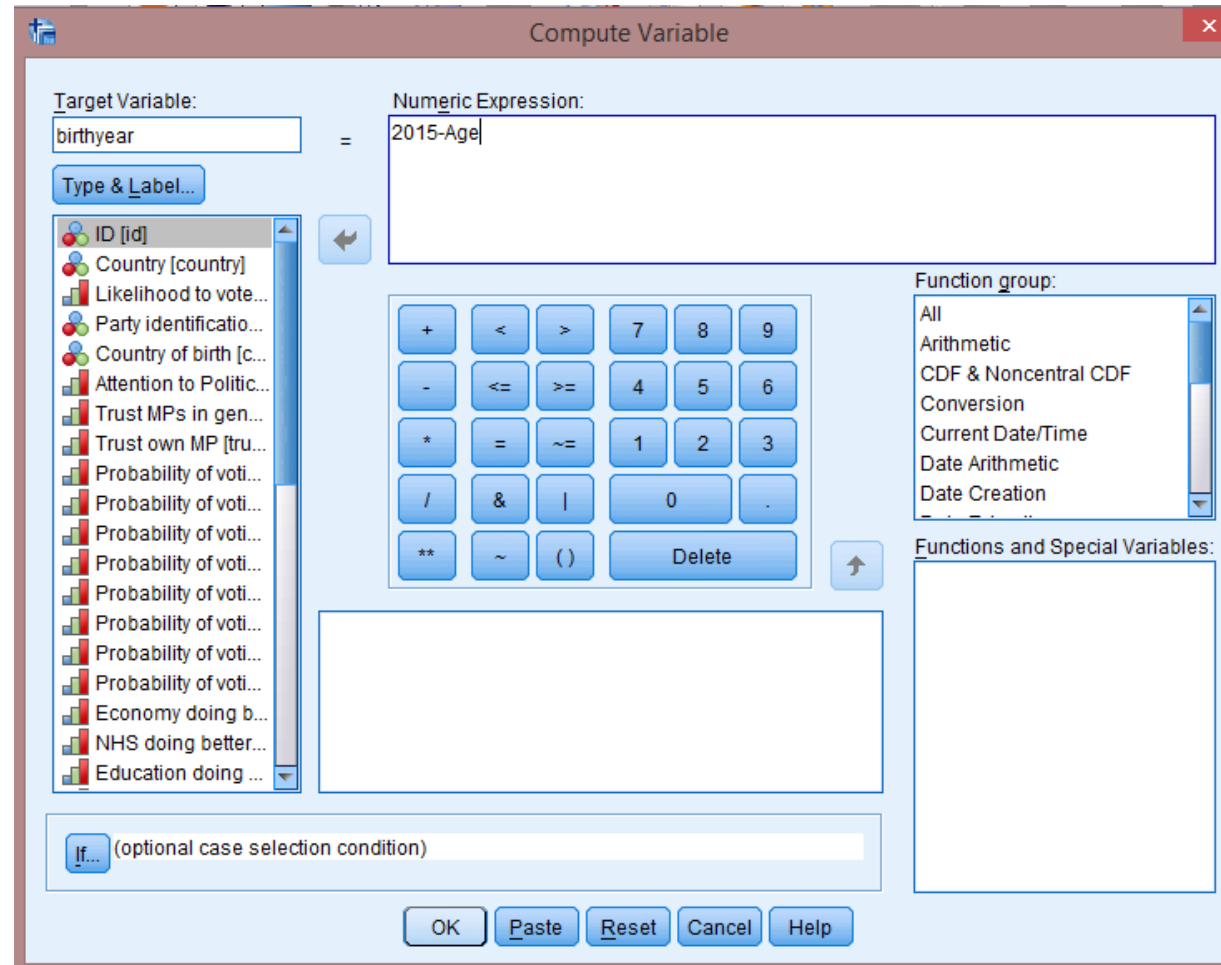 Compute Variable
×
Target Variable:
Numeric Expression:
birthyear
=
2015-Age
Type & Label...
ID [id]
Country [country]
Likelihood to vote...
Party identificatio...
Country of birth [c...
Attention to Politic...
Trust MPs in gen...
Trust own MP [tru...
Probability of voti...
Probability of voti...
Probability of voti...
Probability of voti...
Probability of voti...
Probability of voti...
Probability of voti...
Probability of voti...
Economy doing b...
NHS doing better...
Education doing ...
+ < > 7 8 9
- <= >= 4 5 6
* = ~= 1 2 3
/ & | 0 .
** ~ ( ) Delete
Function group:
All
Arithmetic
CDF & Noncentral CDF
Conversion
Current Date/Time
Date Arithmetic
Date Creation
Functions and Special Variables:
If... (optional case selection condition)
OK Paste Reset Cancel Help